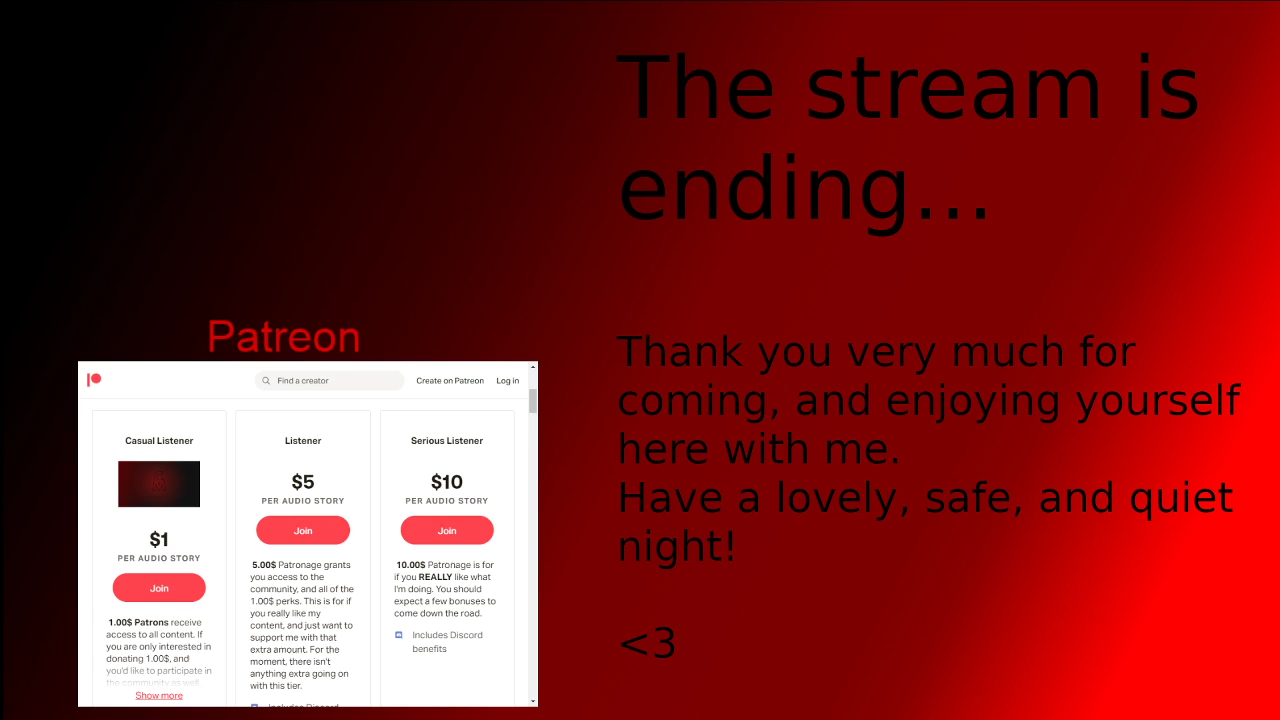 The stream is
ending...
Thank you very much for
coming, and enjoying yourself
here with me.
Have a lovely, safe, and quiet
night!
<3
Patreon
Find a creator
Create on Patreon
Log in
Casual Listener
$1
PER AUDIO STORY
Join
1.00$ Patrons receive
access to all content. If
you are only interested in
donating 1.00$, and
you'd like to participate in
the community as well
Show more
Listener
$5
PER AUDIO STORY
Join
5.00$ Patronage grants
you access to the
community, and all of the
1.00$ perks. This is for if
you really like my
content, and just want to
support me with that
extra amount. For the
moment, there isn't
anything extra going on
with this tier.
Includes Discord
Serious Listener
$10
PER AUDIO STORY
Join
10.00$ Patronage is for
if you REALLY like what
I'm doing. You should
expect a few bonuses to
come down the road.
Includes Discord
benefits